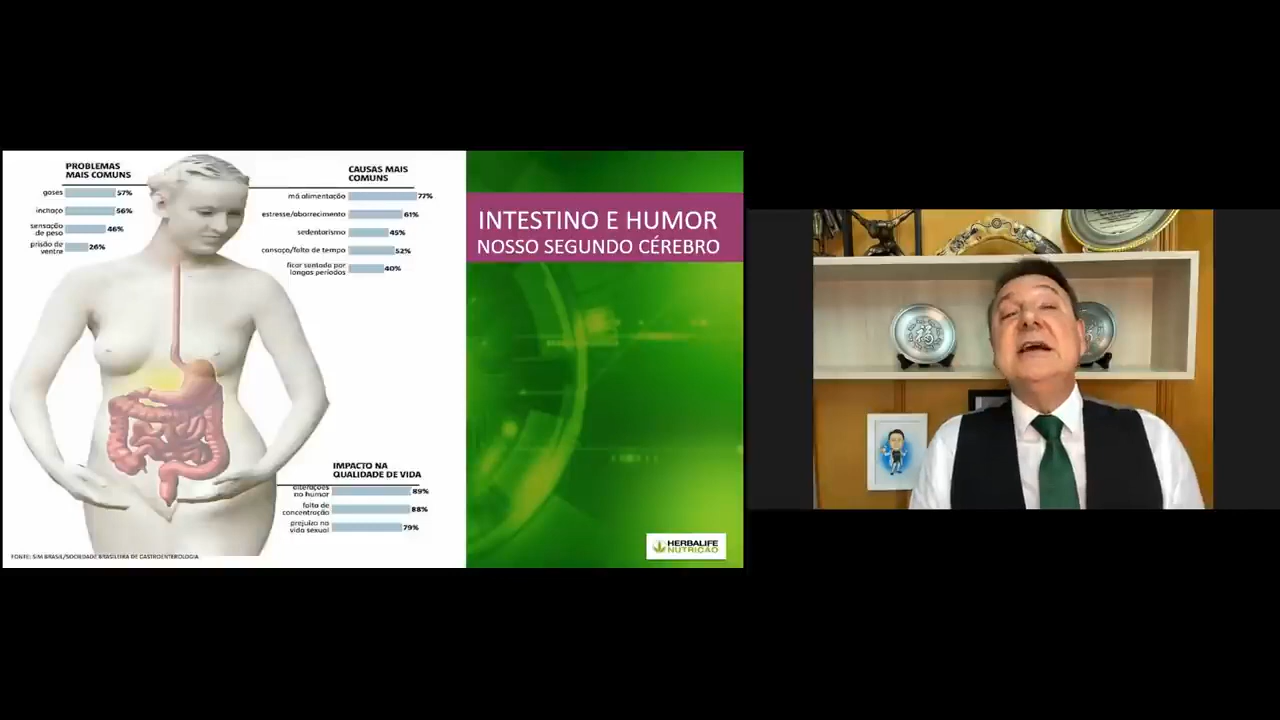 PROBLEMAS
MAIS COMUNS
gases 57%
inchaço 56%
sensação
de peso 46%
prisão de
ventre 26%
CAUSAS MAIS
COMUNS
má alimentação 77%
estresse/aborrecimento 61%
sedentarismo 45%
cansaço/falta de tempo 52%
ficar sentada por
longos períodos 40%
IMPACTO NA
QUALIDADE DE VIDA
alterações
no humor 89%
falta de
concentração 88%
prejuízo na
vida sexual 79%
FONTE: SIM BRASIL/SOCIEDADE BRASILEIRA DE GASTROENTEROLOGIA
INTESTINO E HUMOR
NOSSO SEGUNDO CÉREBRO
HERBALIFE
NUTRIÇÃO
福